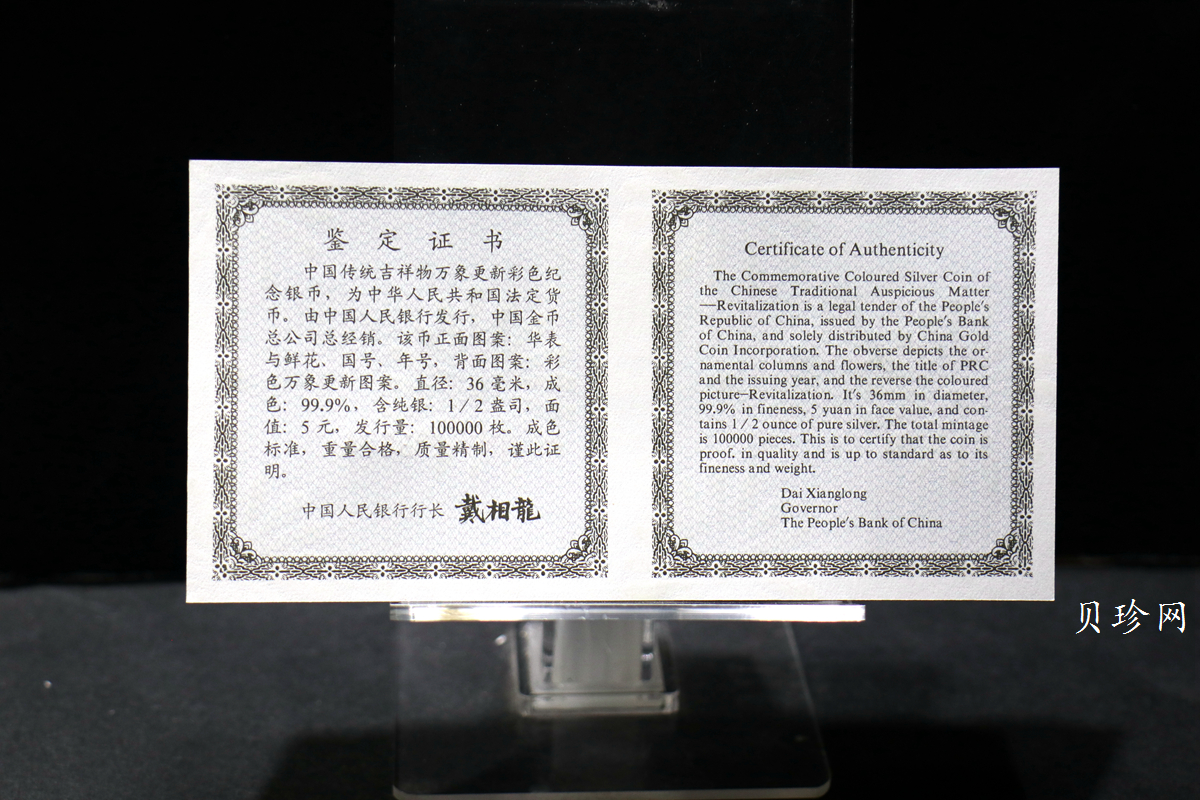 鉴定证书
中国传统吉祥物万象更新彩色纪
念银币，为中华人民共和国法定货
币。由中国人民银行发行，中国金币
总公司总经销。该币正面图案：华表
与鲜花、国号、年号，背面图案：彩
色万象更新图案。直径：36毫米，成
色：99.9%，含纯银：1/2盎司，面
值：5元，发行量：100000枚。成色
标准，重量合格，质量精制，谨此证
明。
中国人民银行行长 戴相龍
Certificate of Authenticity
The Commemorative Coloured Silver Coin of
the Chinese Traditional Auspicious Matter
—Revitalization is a legal tender of the People's
Republic of China, issued by the People's Bank
of China, and solely distributed by China Gold
Coin Incorporation. The obverse depicts the or-
namental columns and flowers, the title of PRC
and the issuing year, and the reverse the coloured
picture—Revitalization. It's 36mm in diameter,
99.9% in fineness, 5 yuan in face value, and con-
tains 1/2 ounce of pure silver. The total mintage
is 100000 pieces. This is to certify that the coin is
proof. in quality and is up to standard as to its
fineness and weight.
Dai Xianglong
Governor
The People's Bank of China
贝珍网